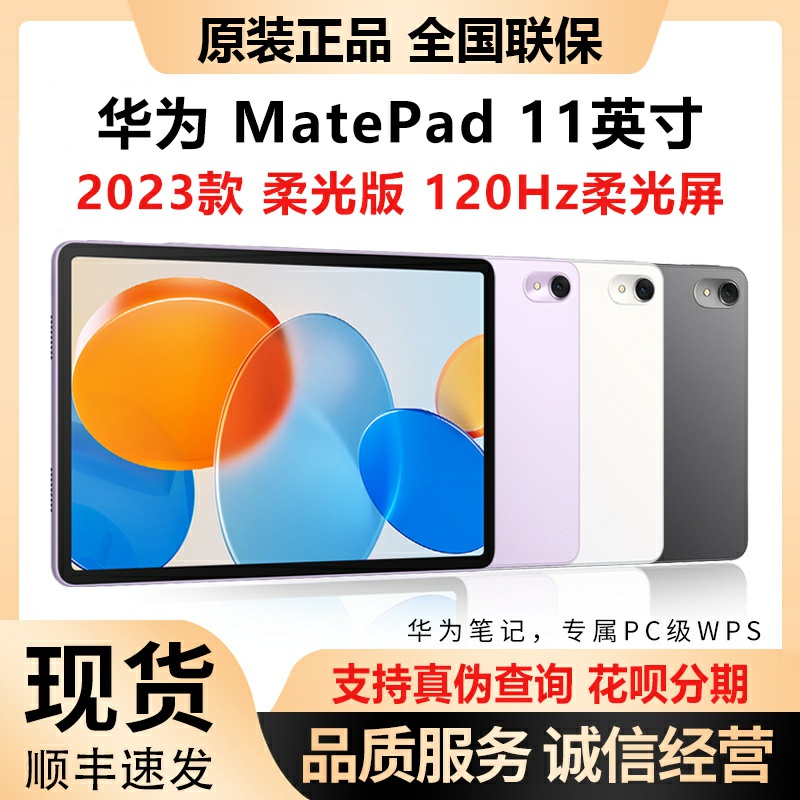 原装正品 全国联保
华为 MatePad 11英寸
2023款 柔光版 120Hz柔光屏
华为笔记，专属PC级WPS
现货
顺丰速发
支持真伪查询 花呗分期
品质服务 诚信经营